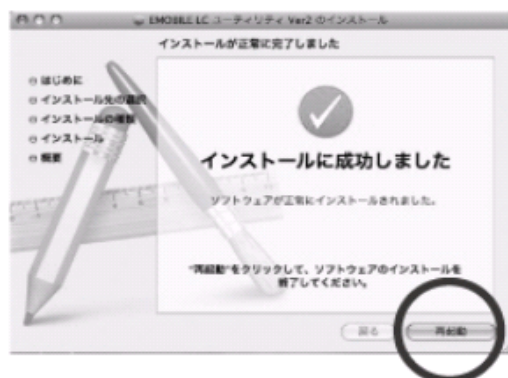 EMOBILE LC ユーティリティ Ver2 のインストール
インストールが正常に完了しました
はじめに
インストール先の選択
インストールの種類
インストール
概要
インストールに成功しました
ソフトウェアが正常にインストールされました。
"再起動"をクリックして、ソフトウェアのインストールを
終了してください。
戻る
再起動